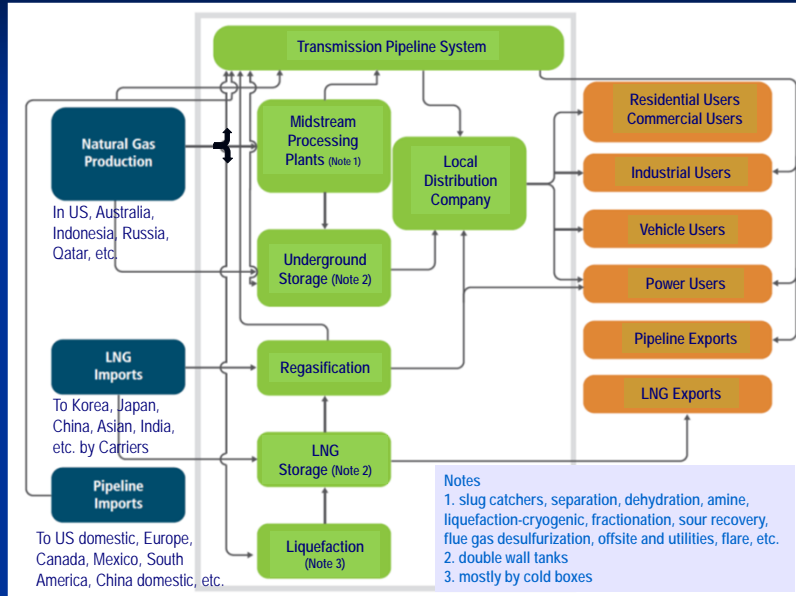 Transmission Pipeline System
Natural Gas
Production
In US, Australia,
Indonesia, Russia,
Qatar, etc.
Midstream
Processing
Plants (Note 1)
Local
Distribution
Company
Underground
Storage (Note 2)
Residential Users
Commercial Users
Industrial Users
Vehicle Users
Power Users
Pipeline Exports
LNG Exports
LNG
Imports
To Korea, Japan,
China, Asian, India,
etc. by Carriers
Regasification
LNG
Storage (Note 2)
Pipeline
Imports
To US domestic, Europe,
Canada, Mexico, South
America, China domestic, etc.
Liquefaction
(Note 3)
Notes
1. slug catchers, separation, dehydration, amine,
liquefaction-cryogenic, fractionation, sour recovery,
flue gas desulfurization, offsite and utilities, flare, etc.
2. double wall tanks
3. mostly by cold boxes